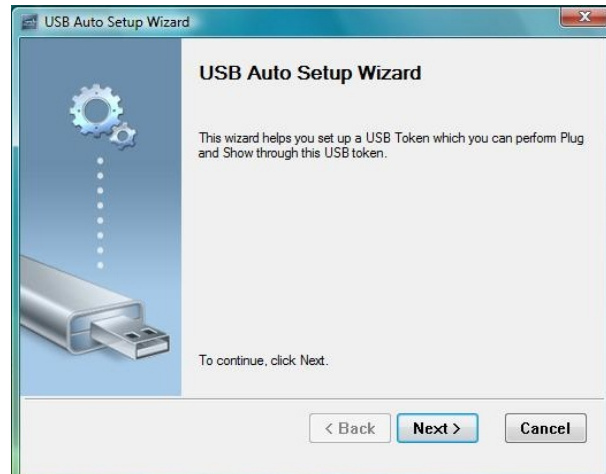 USB Auto Setup Wizard
USB Auto Setup Wizard
This wizard helps you set up a USB Token which you can perform Plug
and Show through this USB token.
To continue, click Next.
< Back
Next >
Cancel